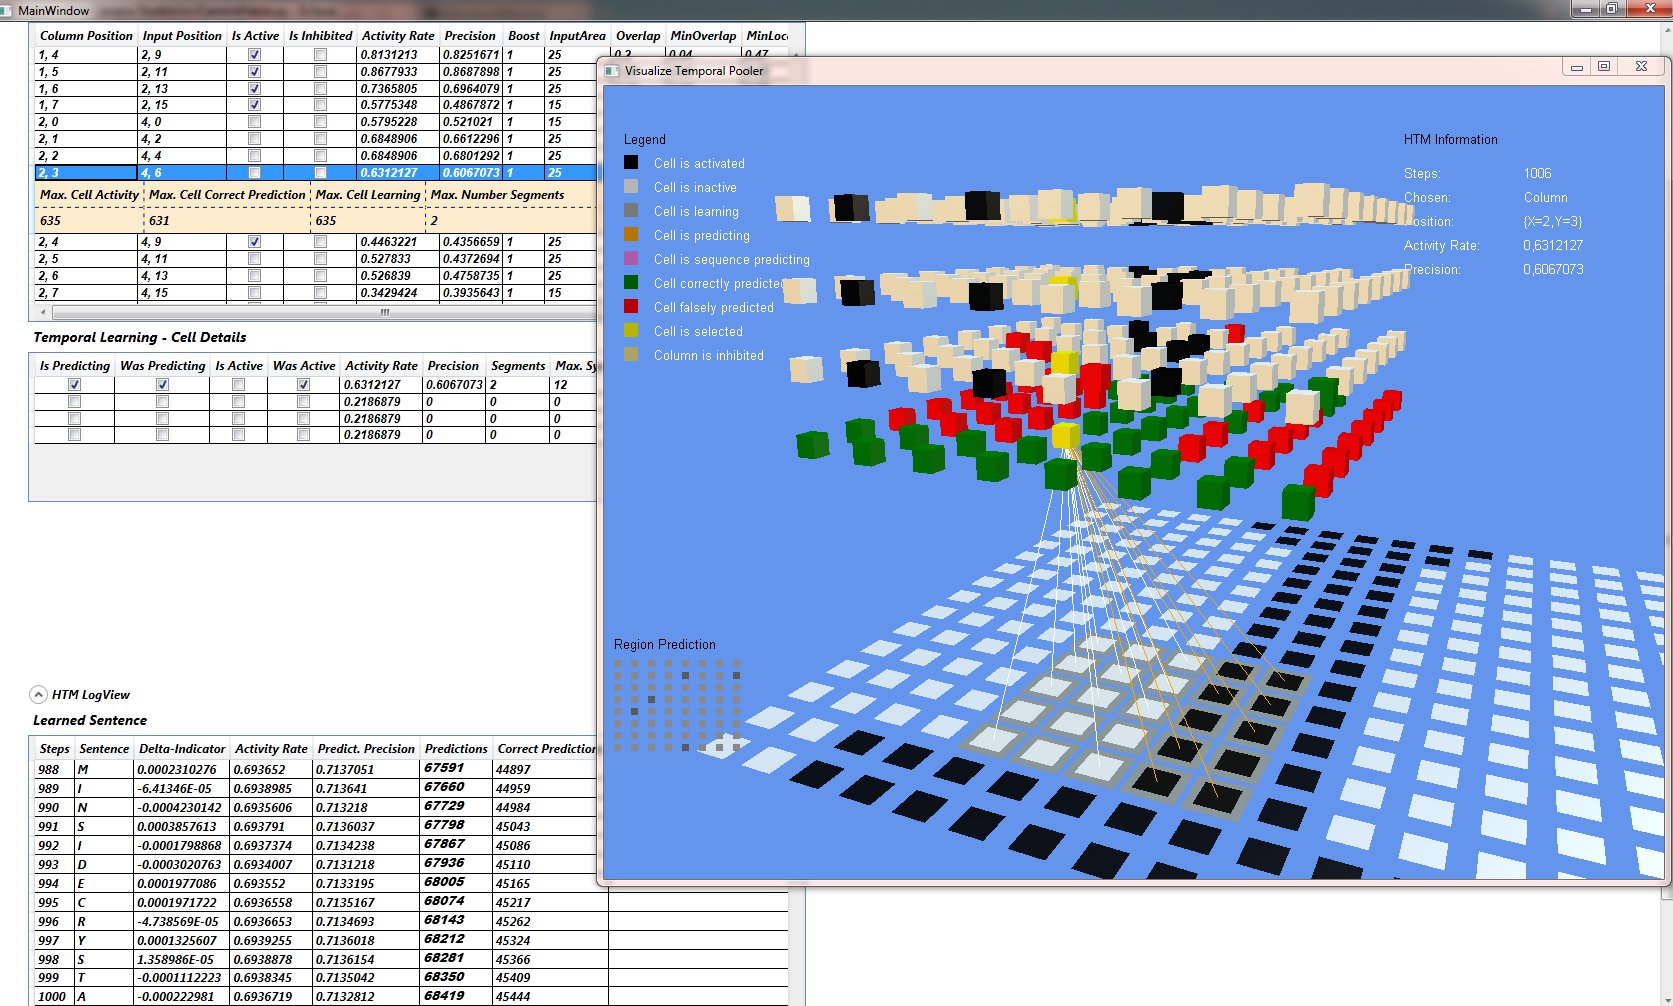 MainWindow
Column Position Input Position Is Active Is Inhibited Activity Rate Precision Boost InputArea Overlap MinOverlap MinLoc
1, 4 2, 9 0.8131213 0.8251671 1 25 0.2 0.04 0.47
1, 5 2, 11 0.8677933 0.8687898 1 25
1, 6 2, 13 0.7365805 0.6964079 1 25
1, 7 2, 15 0.5775348 0.4867872 1 15
2, 0 4, 0 0.5795228 0.521021 1 15
2, 1 4, 2 0.6848906 0.6612296 1 25
2, 2 4, 4 0.6848906 0.6801292 1 25
2, 3 4, 6 0.6312127 0.6067073 1 25
Max. Cell Activity Max. Cell Correct Prediction Max. Cell Learning Max. Number Segments
635 631 635 2
2, 4 4, 9 0.4463221 0.4356659 1 25
2, 5 4, 11 0.527833 0.4372694 1 25
2, 6 4, 13 0.526839 0.4758735 1 25
2, 7 4, 15 0.3429424 0.3935643 1 15
Temporal Learning - Cell Details
Is Predicting Was Predicting Is Active Was Active Activity Rate Precision Segments Max. Sy
0.6312127 0.6067073 2 12
0.2186879 0 0 0
0.2186879 0 0 0
0.2186879 0 0 0
HTM LogView
Learned Sentence
Steps Sentence Delta-Indicator Activity Rate Predict. Precision Predictions Correct Prediction
988 M 0.0002310276 0.693652 0.7137051 67591 44897
989 I -6.41346E-05 0.6938985 0.713641 67660 44959
990 N -0.0004230142 0.6935606 0.713218 67729 44984
991 S 0.0003857613 0.693791 0.7136037 67798 45043
992 I -0.0001798868 0.6937374 0.7134238 67867 45086
993 D -0.0003020763 0.6934007 0.7131218 67936 45110
994 E 0.0001977086 0.693552 0.7133195 68005 45165
995 C 0.0001971722 0.6936558 0.7135167 68074 45217
996 R -4.738569E-05 0.6936653 0.7134693 68143 45262
997 Y 0.0001325607 0.6939255 0.7136018 68212 45324
998 S 1.358986E-05 0.6938878 0.7136154 68281 45366
999 T -0.0001112223 0.6938345 0.7135042 68350 45409
1000 A -0.000222981 0.6936719 0.7132812 68419 45444
Visualize Temporal Pooler
Legend
Cell is activated
Cell is inactive
Cell is learning
Cell is predicting
Cell is sequence predicting
Cell correctly predicted
Cell falsely predicted
Cell is selected
Column is inhibited
Region Prediction
HTM Information
Steps: 1006
Chosen: Column
Position: {X=2,Y=3}
Activity Rate: 0,6312127
Precision: 0,6067073